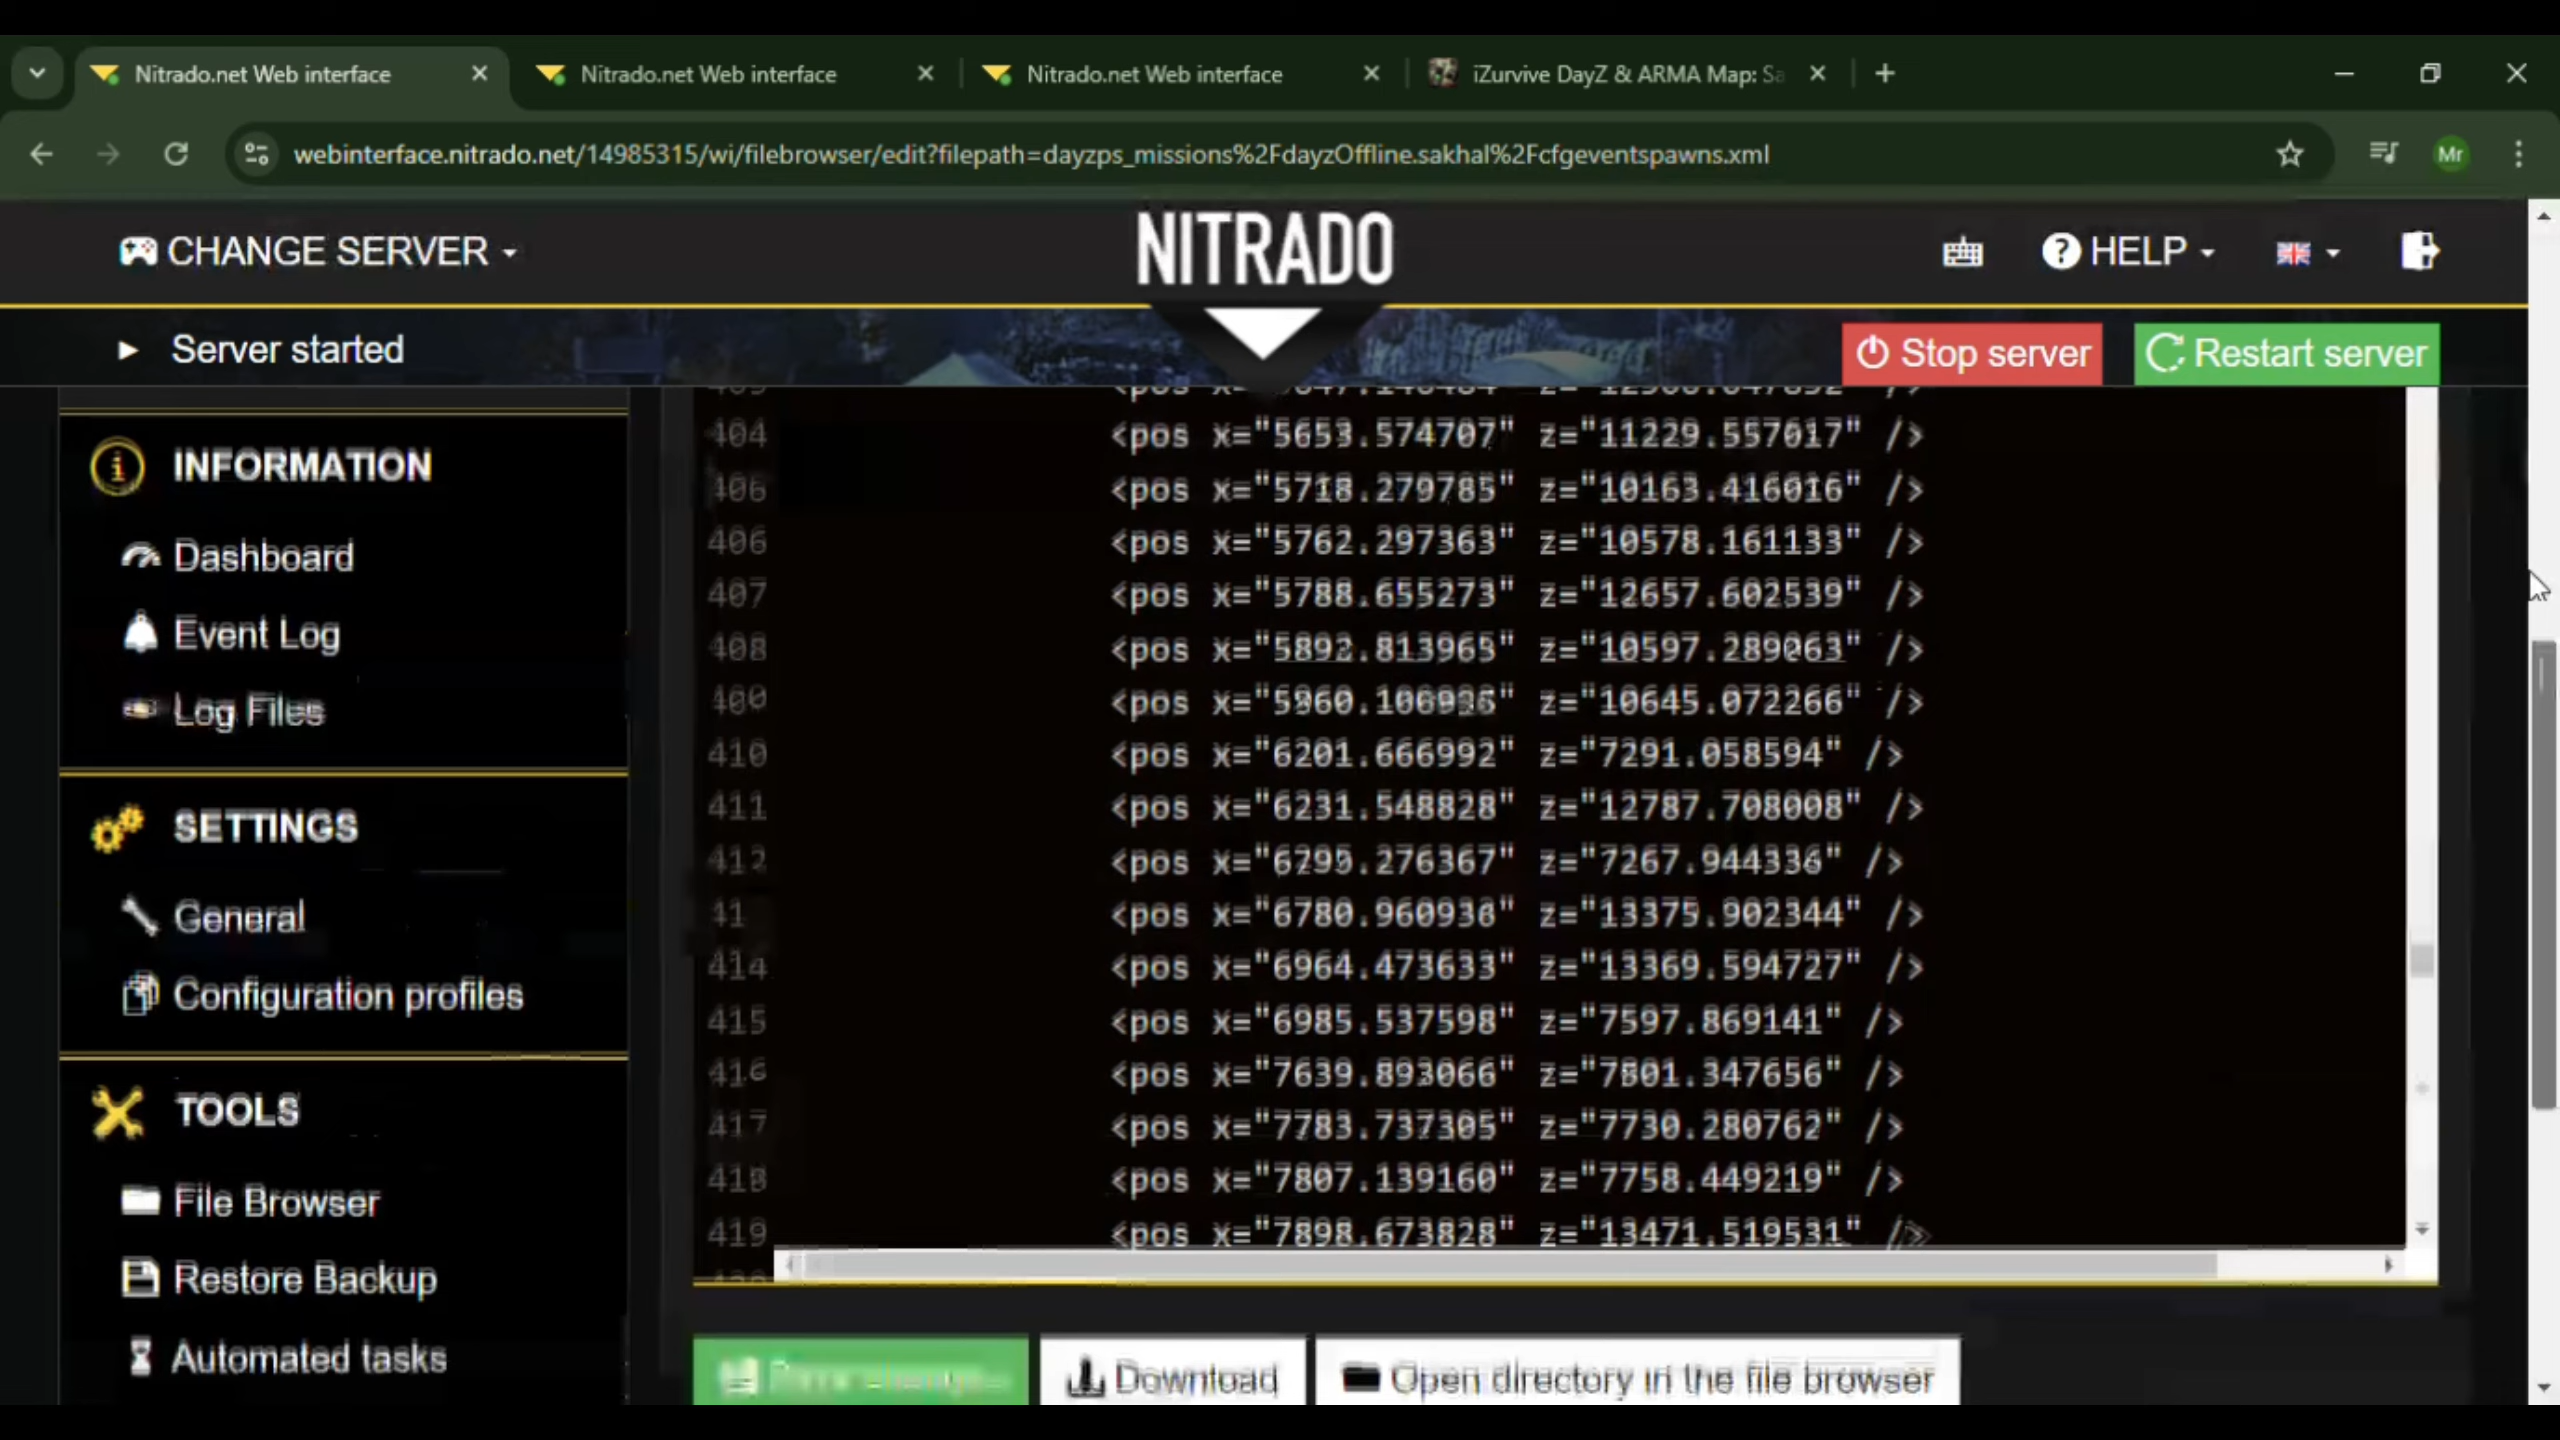 Nitrado.net Web interface
Nitrado.net Web interface
Nitrado.net Web interface
iZurvive DayZ & ARMA Map: Sa
webinterface.nitrado.net/14985315/wi/filebrowser/edit?filepath=dayzps_missions%2FdayzOffline.sakhal%2Fcfgeventspawns.xml
Mr
CHANGE SERVER
NITRADO
HELP
Server started
Stop server
Restart server
INFORMATION
Dashboard
Event Log
Log Files
SETTINGS
General
Configuration profiles
TOOLS
File Browser
Restore Backup
Automated tasks
404 <pos x="5653.574707" z="11229.557617" />
406 <pos x="5718.279785" z="10163.416016" />
406 <pos x="5762.297363" z="10578.161133" />
407 <pos x="5788.655273" z="12657.602539" />
408 <pos x="5892.813965" z="10597.289063" />
<pos z="10645.072266" />
410 <pos x="6201.666992" z="7291.058594" />
411 <pos x="6231.548828" z="12787.708008" />
412 <pos x="6295.276367" z="7267.944336" />
41 <pos x="6780.960938" z="13375.902344" />
414 <pos x="6964.473633" z="13369.594727" />
415 <pos x="6985.537598" z="7597.869141" />
416 <pos x="7639.893066" z="7801.347656" />
417 <pos x="7783.737305" z="7730.280762" />
418 <pos x="7807.139160" z="7758.449219" />
419 <pos x="7898.673828" z="13471.519531" />
Download
Open directory in the file browser